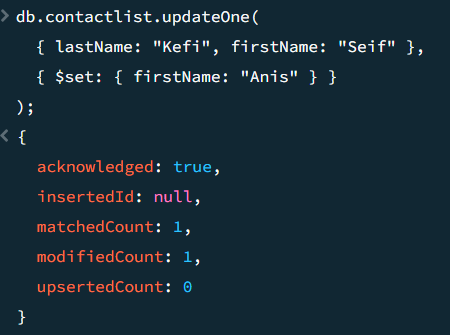 > db.contactlist.updateOne(
{ lastName: "Kefi", firstName: "Seif" },
{ $set: { firstName: "Anis" } }
);
< {
acknowledged: true,
insertedId: null,
matchedCount: 1,
modifiedCount: 1,
upsertedCount: 0
}